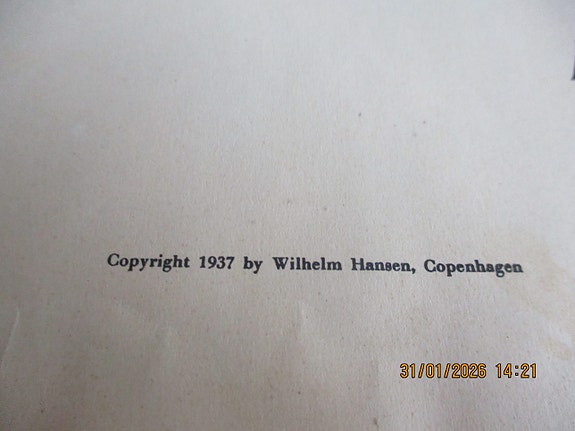 Copyright 1937 by Wilhelm Hansen, Copenhagen
31/01/2026 14:21